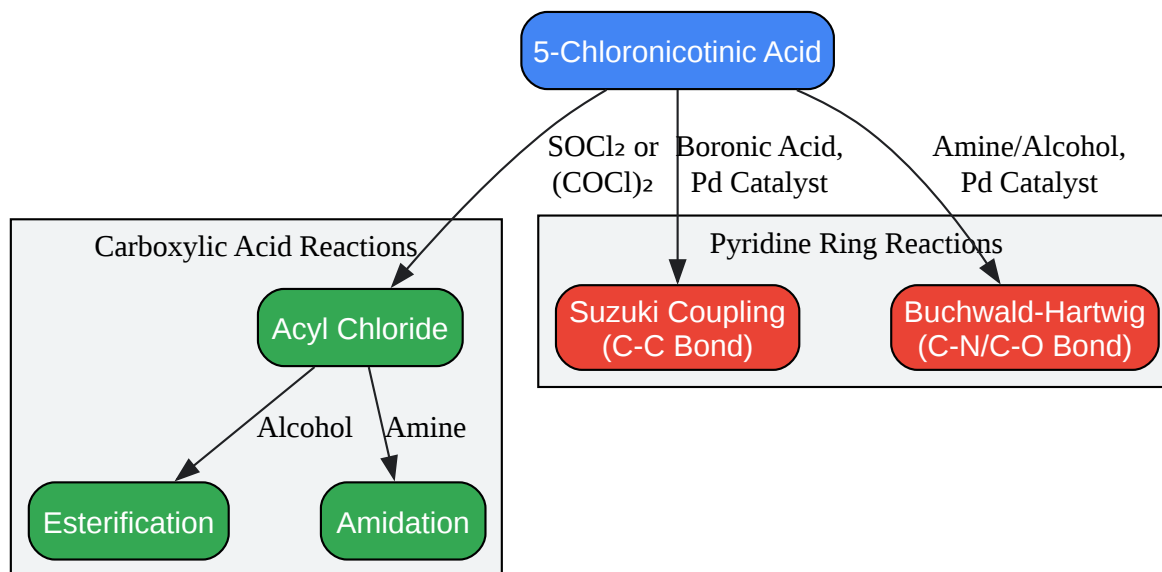 5-Chloronicotinic Acid
SOCl₂ or
(COCl)₂
Boronic Acid,
Pd Catalyst
Amine/Alcohol,
Pd Catalyst
Carboxylic Acid Reactions
Pyridine Ring Reactions
Acyl Chloride
Suzuki Coupling
(C-C Bond)
Buchwald-Hartwig
(C-N/C-O Bond)
Alcohol
Amine
Esterification
Amidation